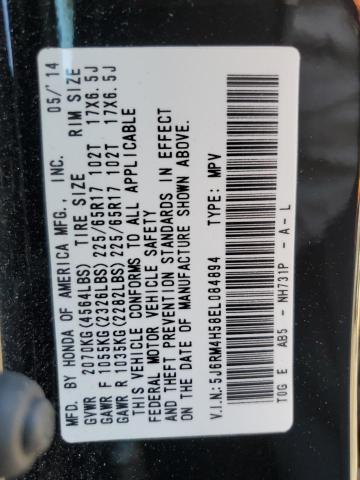 MFD. BY HONDA OF AMERICA MFG., INC. 05/'14
TIRE SIZE RIM SIZE
GVWR 2070KG(4564LBS)
GAWR F 1055KG(2326LBS) 225/65R17 102T 17X6.5J
GAWR R 1035KG(2282LBS) 225/65R17 102T 17X6.5J
THIS VEHICLE CONFORMS TO ALL APPLICABLE
FEDERAL MOTOR VEHICLE SAFETY
AND THEFT PREVENTION STANDARDS IN EFFECT
ON THE DATE OF MANUFACTURE SHOWN ABOVE.
V.I.N.: 5J6RM4H58EL084894 TYPE: MPV
T0G E AB5 - NH731P - A - L